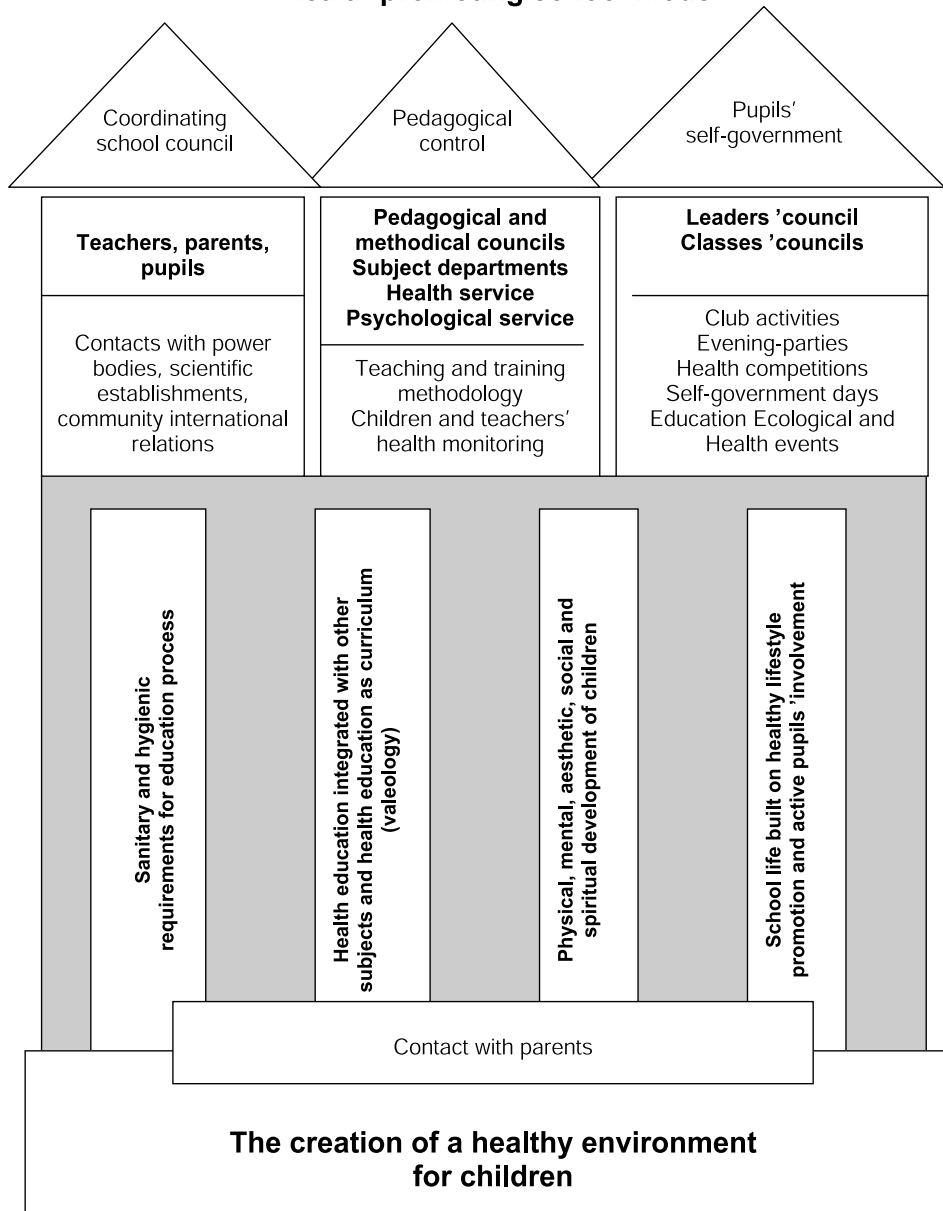 Coordinating
school council
Pedagogical
control
Pupils'
self-government
Teachers, parents,
pupils
Contacts with power
bodies, scientific
establishments,
community international
relations
Pedagogical and
methodical councils
Subject departments
Health service
Psychological service
Teaching and training
methodology
Children and teachers'
health monitoring
Leaders 'council
Classes 'councils
Club activities
Evening-parties
Health competitions
Self-government days
Education Ecological and
Health events
Sanitary and hygienic
requirements for education process
Health education integrated with other
subjects and health education as curriculum
(valeology)
Physical, mental, aesthetic, social and
spiritual development of children
School life built on healthy lifestyle
promotion and active pupils 'involvement
Contact with parents
The creation of a healthy environment
for children